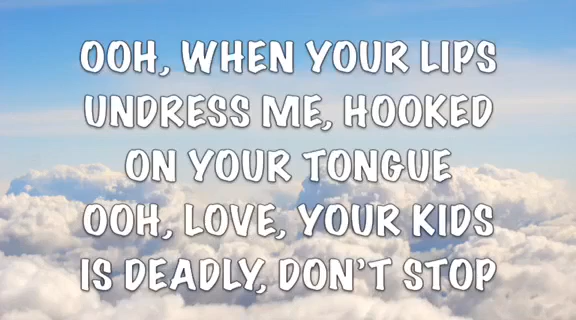 OOH, WHEN YOUR LIPS
UNDRESS ME, HOOKED
ON YOUR TONGUE
OOH, LOVE, YOUR KIDS
IS DEADLY, DON'T STOP